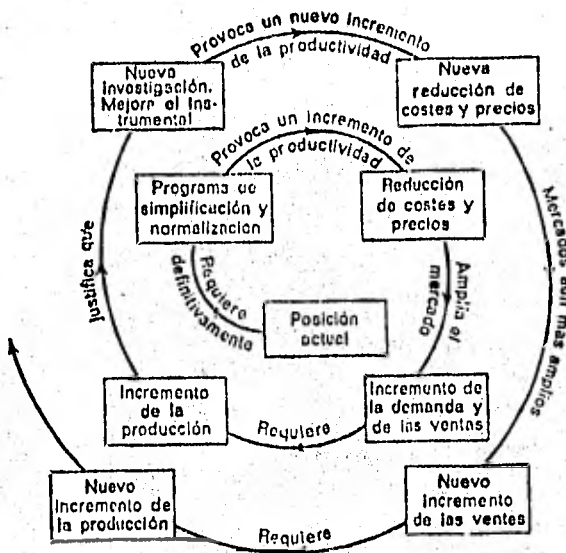 Provoca un nuevo incremento
de la productividad
Nueva
investigación.
Mejora el ins-
trumental
Nueva
reducción de
costes y precios
Provoca un incremento de
la productividad
Programa de
simplificación y
normalización
Reducción
de costes y
precios
Justifica que
Requiere
definitivamente
Posición
actual
Amplía el
mercado
Mercados aún mas amplios
Incremento
de la
producción
Requiere
Incremento de
la demanda y
de las ventas
Nuevo
Incremento de
la producción
Requiere
Nuevo
Incremento
de las ventas